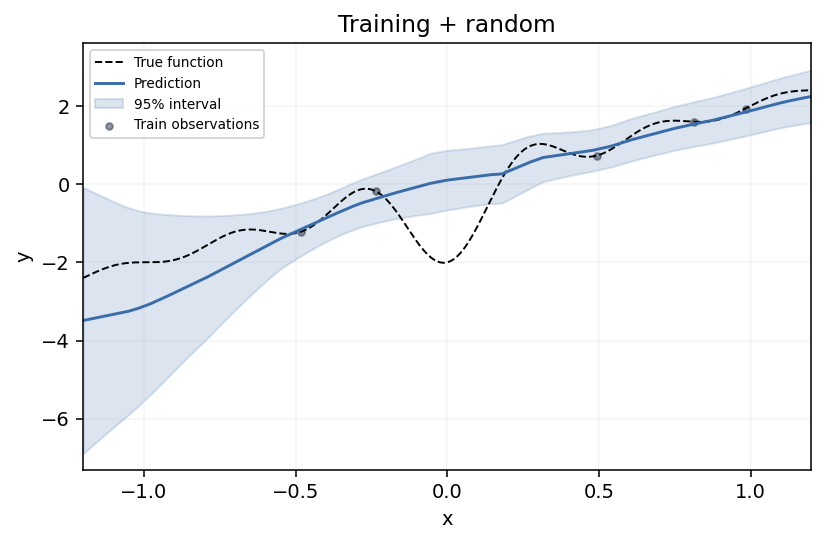 Training + random
True function
Prediction
95% interval
Train observations
y
2
0
−2
−4
−6
−1.0
−0.5
0.0
0.5
1.0
x